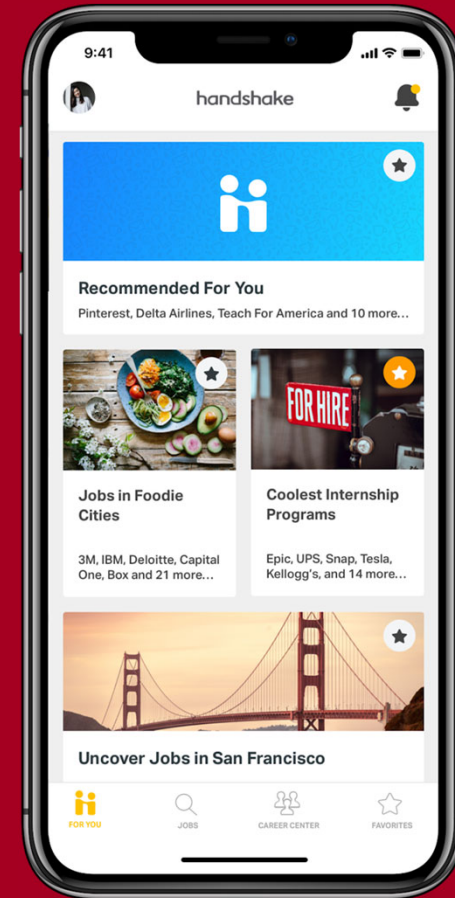 9:41
handshake
Recommended For You
Pinterest, Delta Airlines, Teach For America and 10 more...
Jobs in Foodie
Cities
3M, IBM, Deloitte, Capital
One, Box and 21 more...
FOR HIRE
Coolest Internship
Programs
Epic, UPS, Snap, Tesla,
Kellogg's, and 14 more...
Uncover Jobs in San Francisco
FOR YOU
JOBS
CAREER CENTER
FAVORITES